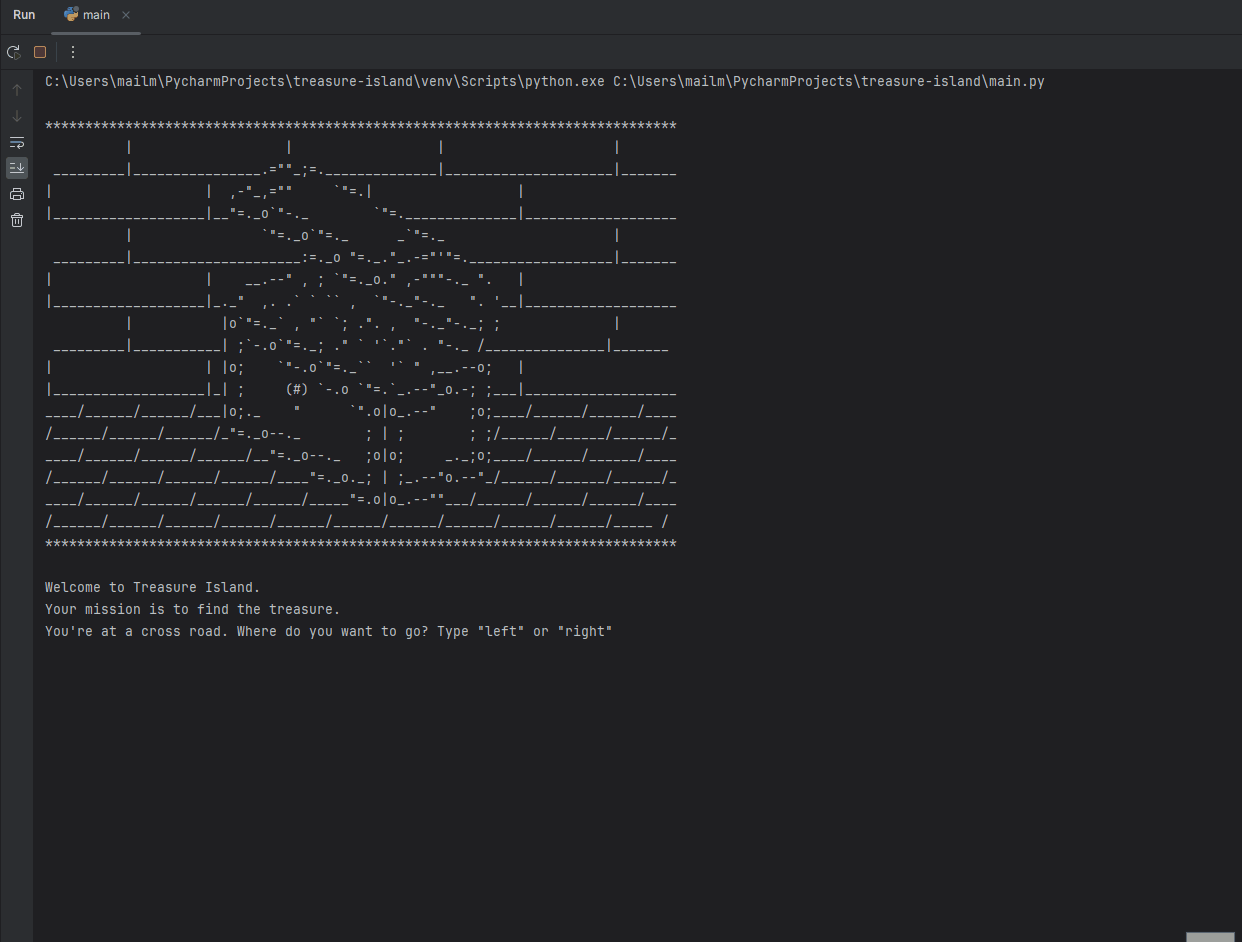 Run main
C:\Users\mailm\PycharmProjects\treasure-island\venv\Scripts\python.exe C:\Users\mailm\PycharmProjects\treasure-island\main.py
*******************************************************************************
          |                   |                  |                     |
 _________|________________.=""_;=.______________|_____________________|_______
|                   |  ,-"_,=""     `"=.|                  |
|___________________|__"=._o`"-._        `"=.______________|___________________
          |                `"=._o`"=._      _`"=._                     |
 _________|_____________________:=._o "=._."_.-="'"=.__________________|_______
|                   |    __.--" , ; `"=._o." ,-"""-._ ".   |
|___________________|_._"  ,. .` ` `` ,  `"-._"-._   ". '__|___________________
          |           |o`"=._` , "` `; .". ,  "-._"-._; ;              |
 _________|___________| ;`-.o`"=._; ." ` '`."` . "-._ /_______________|_______
|                   | |o;    `"-.o`"=._``  '` " ,__.--o;   |
|___________________|_| ;     (#) `-.o `"=.`_.--"_o.-; ;___|___________________
____/______/______/___|o;._    "      `".o|o_.--"    ;o;____/______/______/____
/______/______/______/_"=._o--._        ; | ;        ; ;/______/______/______/_
____/______/______/______/__"=._o--._   ;o|o;     _._;o;____/______/______/____
/______/______/______/______/____"=._o._; | ;_.--"o.--"_/______/______/______/_
____/______/______/______/______/_____"=.o|o_.--""___/______/______/______/____
/______/______/______/______/______/______/______/______/______/______/_____ /
*******************************************************************************
Welcome to Treasure Island.
Your mission is to find the treasure.
You're at a cross road. Where do you want to go? Type "left" or "right"